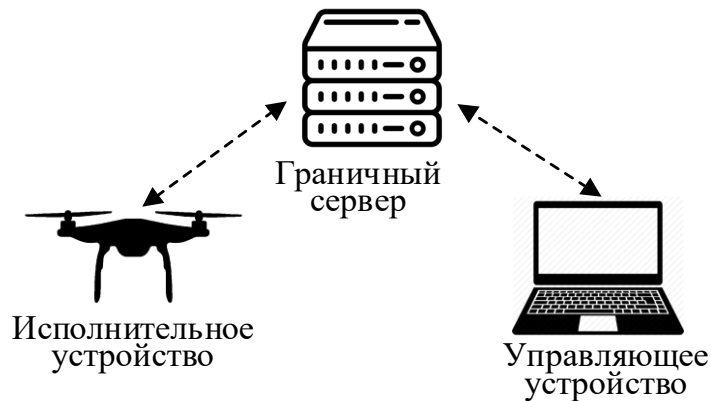 Граничный
сервер
Исполнительное
устройство
Управляющее
устройство